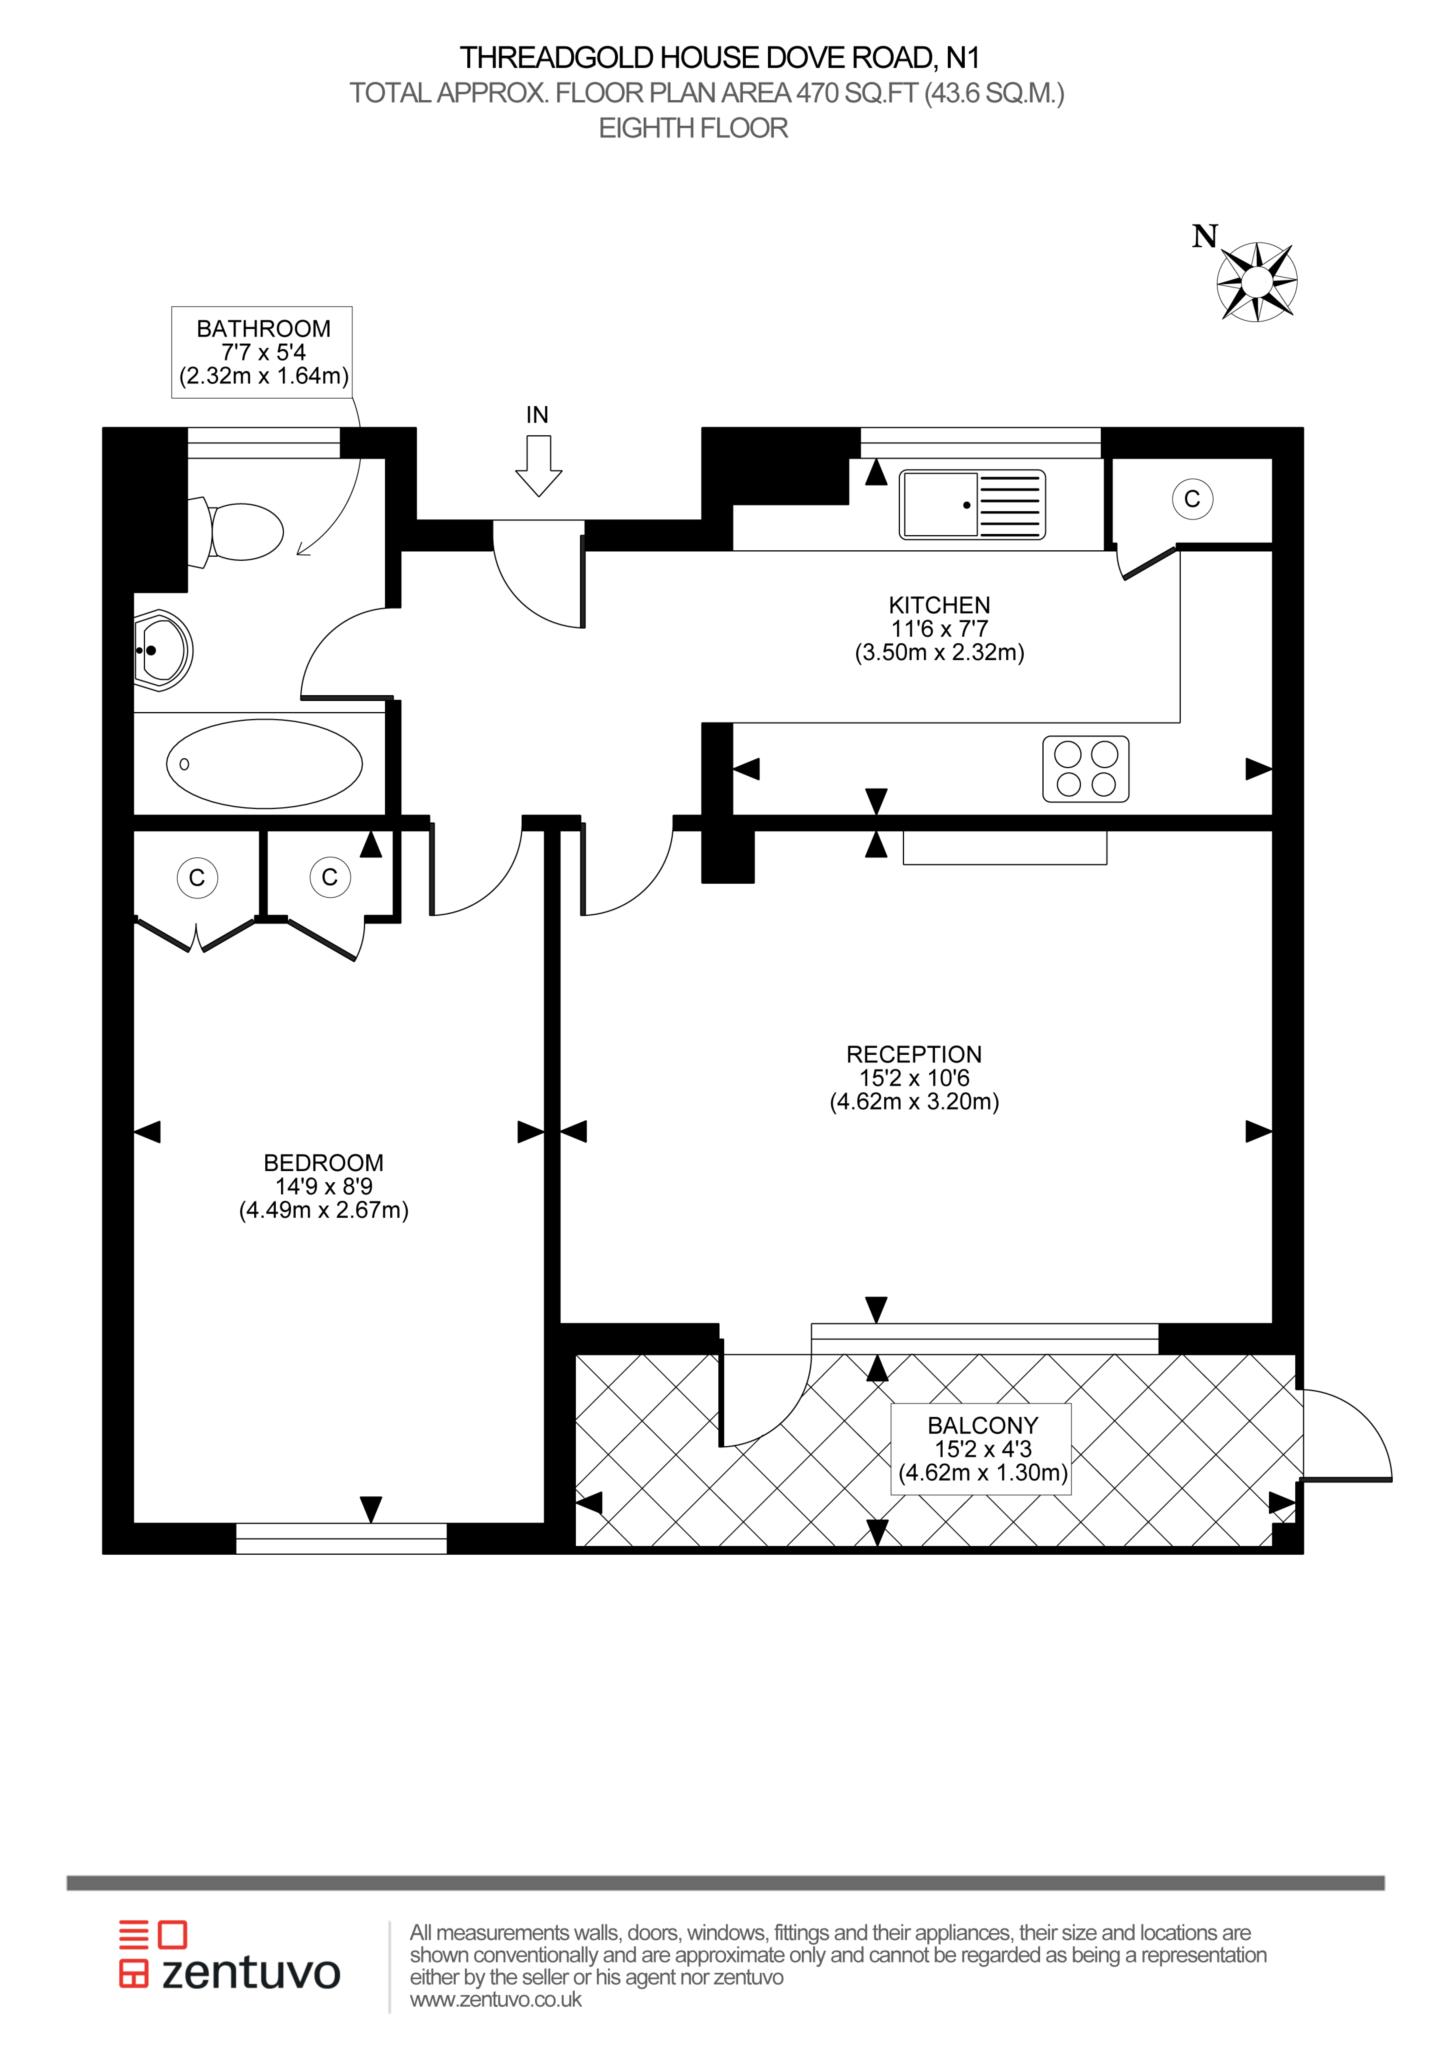 THREADGOLD HOUSE DOVE ROAD, N1
TOTAL APPROX. FLOOR PLAN AREA 470 SQ.FT (43.6 SQ.M.)
EIGHTH FLOOR
N
BATHROOM
7'7 x 5'4
(2.32m x 1.64m)
IN
C
KITCHEN
11'6 x 7'7
(3.50m x 2.32m)
C
C
RECEPTION
15'2 x 10'6
(4.62m x 3.20m)
BEDROOM
14'9 x 8'9
(4.49m x 2.67m)
BALCONY
15'2 x 4'3
(4.62m x 1.30m)
zentuvo
All measurements walls, doors, windows, fittings and their appliances, their size and locations are
shown conventionally and are approximate only and cannot be regarded as being a representation
either by the seller or his agent nor zentuvo
www.zentuvo.co.uk